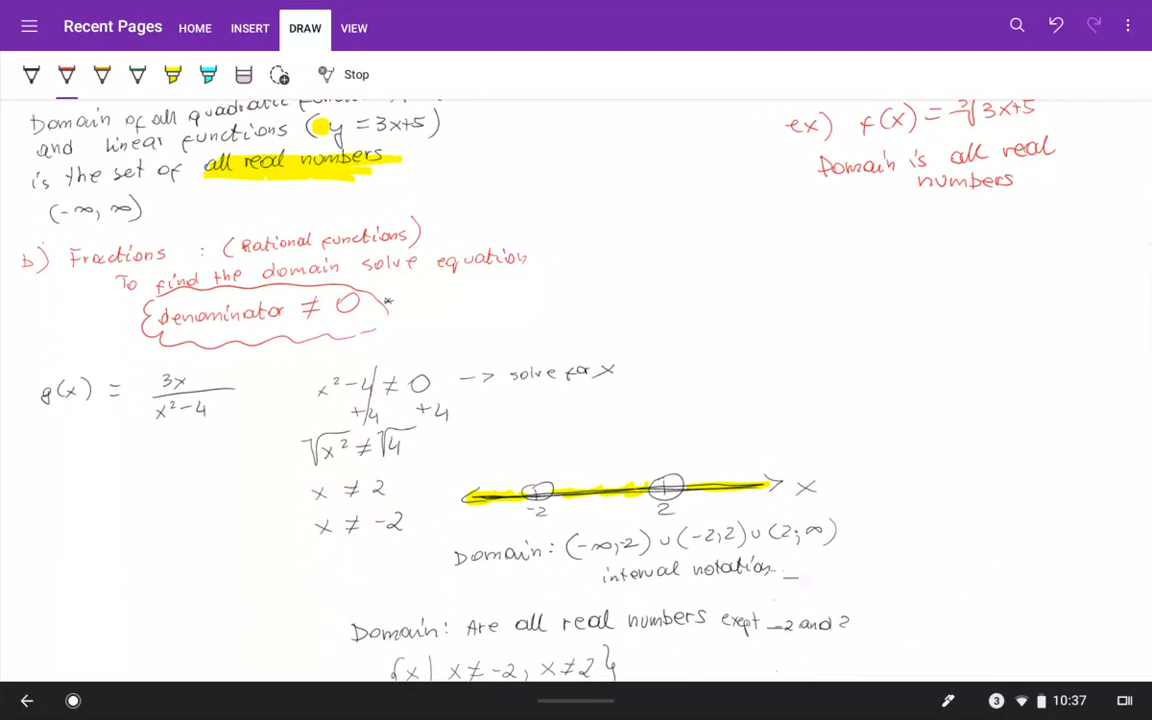 Recent Pages HOME INSERT DRAW VIEW
Stop
Domain of all quadratic
and linear functions (y = 3x+5)
is the set of all real numbers
(-∞, ∞)
ex) f(x) = ∛3x+5
Domain is all real
numbers
b) Fractions : (Rational functions)
To find the domain solve equation
{denominator ≠ 0 *
g(x) = 3x / x²-4
x²-4 ≠ 0 -> solve for x
+4 +4
√x² ≠ √4
x ≠ 2
x ≠ -2
-2 2 x
Domain: (-∞,-2) ∪ (-2;2) ∪ (2;∞)
interval notation _
Domain: Are all real numbers exept -2 and 2
{x| x ≠ -2, x ≠ 2}
3 10:37